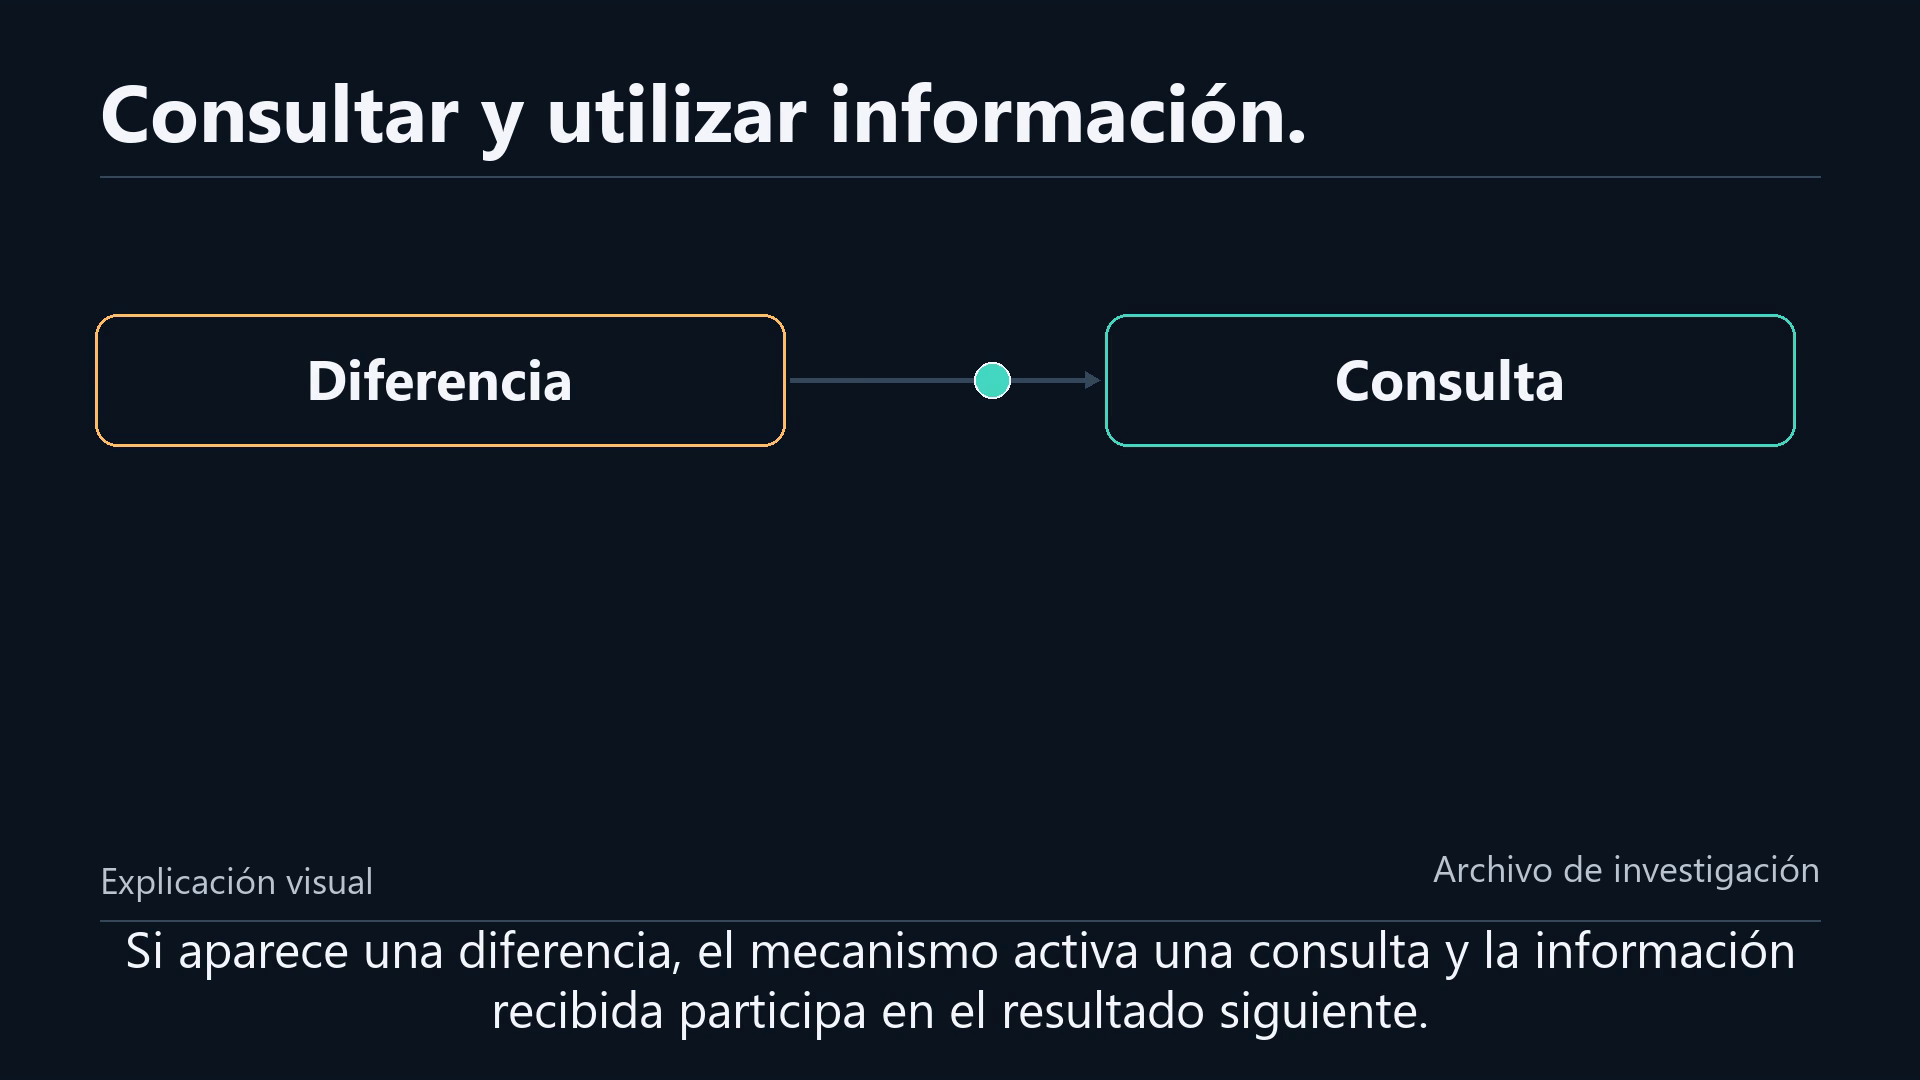 Consultar y utilizar información.
Diferencia
Consulta
Explicación visual
Archivo de investigación
Si aparece una diferencia, el mecanismo activa una consulta y la información
recibida participa en el resultado siguiente.